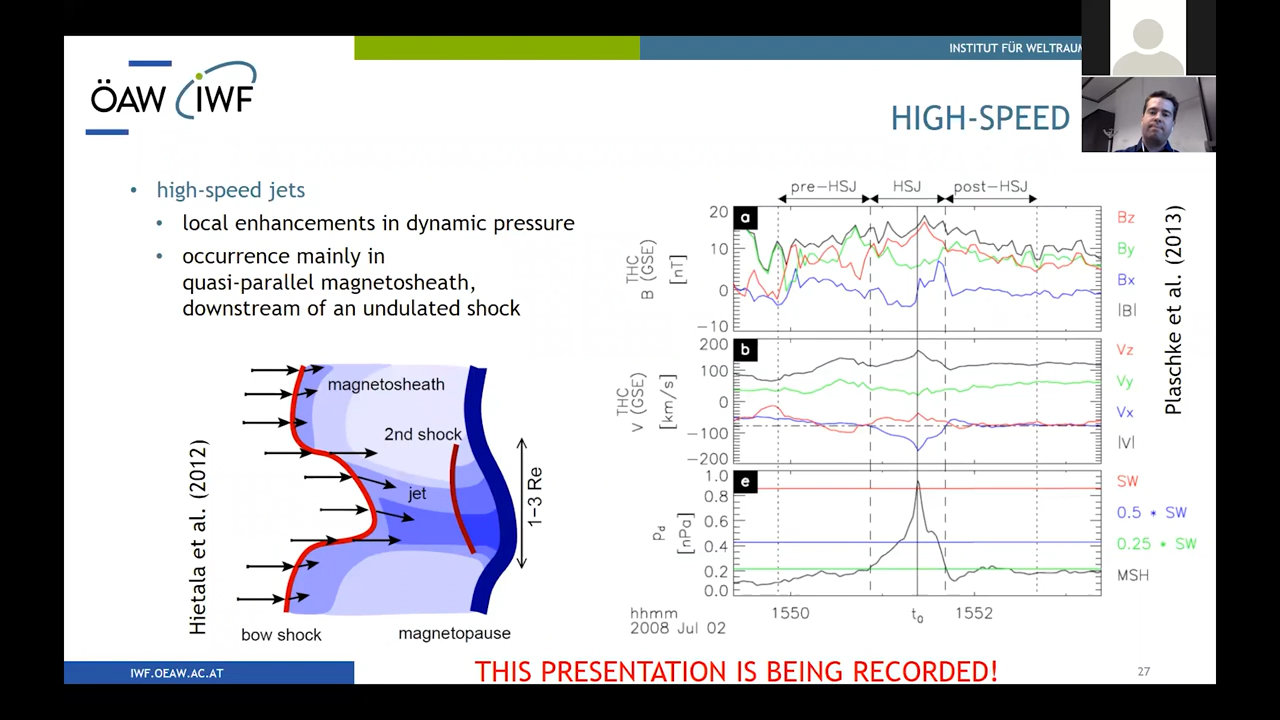 INSTITUT FÜR WELTRAUM
ÖAW IWF
HIGH-SPEED
• high-speed jets
• local enhancements in dynamic pressure
• occurrence mainly in
quasi-parallel magnetosheath,
downstream of an undulated shock
Hietala et al. (2012)
magnetosheath
2nd shock
jet
1-3 Re
bow shock
magnetopause
pre-HSJ HSJ post-HSJ
THC
B (GSE)
[nT]
20
10
0
-10
a
Bz
By
Bx
|B|
THC
V (GSE)
[km/s]
200
100
0
-100
-200
b
Vz
Vy
Vx
|V|
Pd
[nPa]
1.0
0.8
0.6
0.4
0.2
0.0
e
SW
0.5 * SW
0.25 * SW
MSH
hhmm 1550 t0 1552
2008 Jul 02
Plaschke et al. (2013)
IWF.OEAW.AC.AT
THIS PRESENTATION IS BEING RECORDED!
27